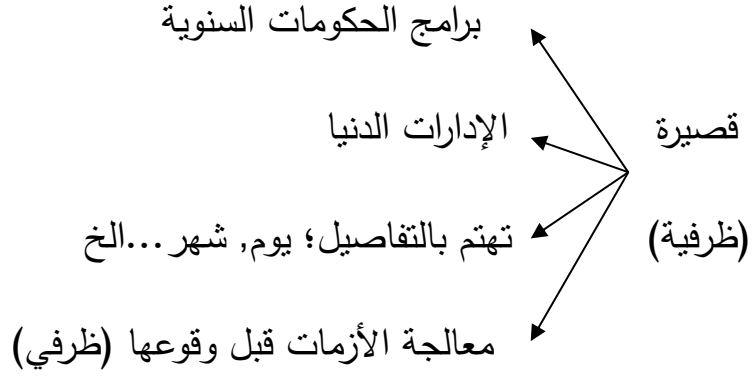 برامج الحكومات السنوية
قصيرة الإدارات الدنيا
(ظرفية) تهتم بالتفاصيل؛ يوم, شهر...الخ
معالجة الأزمات قبل وقوعها (ظرفي)